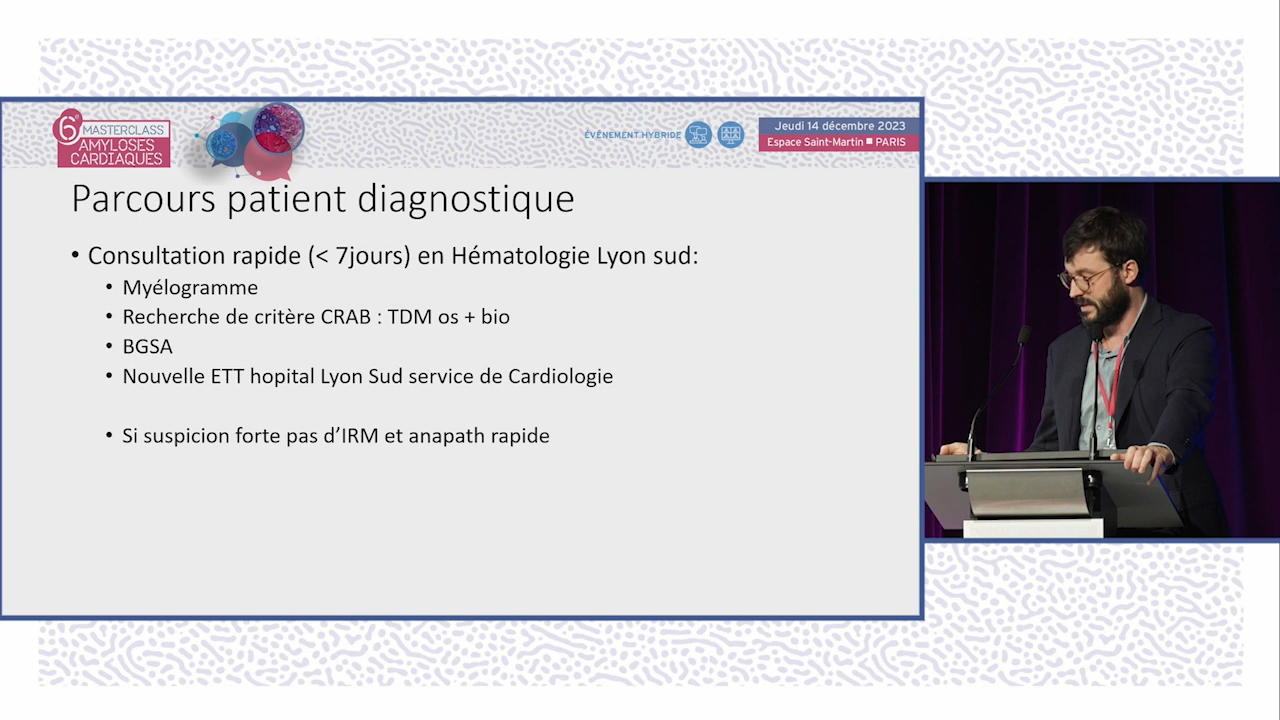 6e
MASTERCLASS
AMYLOSES
CARDIAQUES
ÉVÉNEMENT HYBRIDE
Jeudi 14 décembre 2023
Espace Saint-Martin ■ PARIS
Parcours patient diagnostique
• Consultation rapide (< 7jours) en Hématologie Lyon sud:
• Myélogramme
• Recherche de critère CRAB : TDM os + bio
• BGSA
• Nouvelle ETT hopital Lyon Sud service de Cardiologie
• Si suspicion forte pas d’IRM et anapath rapide